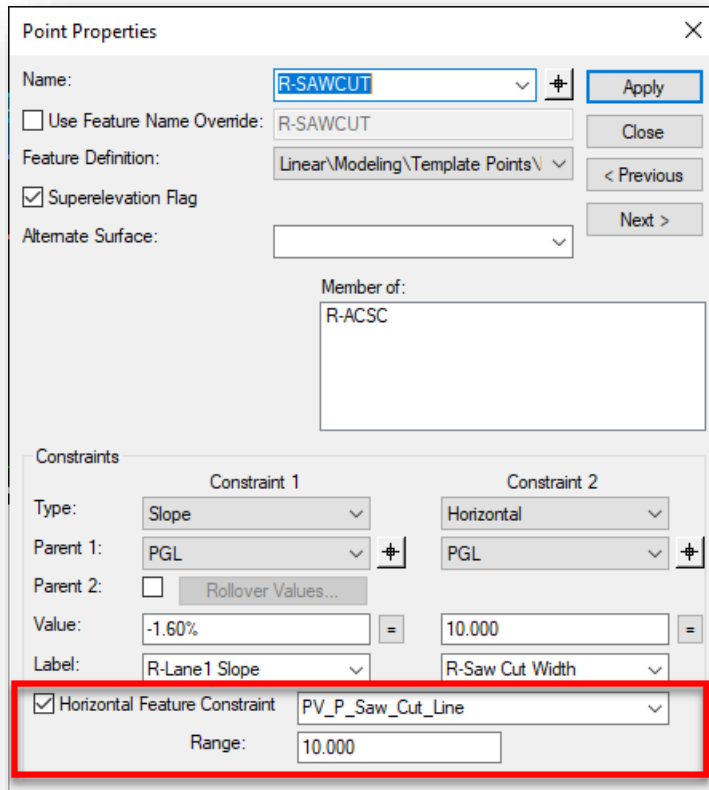 Point Properties
Name: R-SAWCUT Apply
Use Feature Name Override: R-SAWCUT Close
Feature Definition: Linear\Modeling\Template Points\ < Previous
Superelevation Flag Next >
Alternate Surface:
Member of:
R-ACSC
Constraints
Constraint 1 Constraint 2
Type: Slope Horizontal
Parent 1: PGL PGL
Parent 2: Rollover Values...
Value: -1.60% = 10.000 =
Label: R-Lane1 Slope R-Saw Cut Width
Horizontal Feature Constraint PV_P_Saw_Cut_Line
Range: 10.000